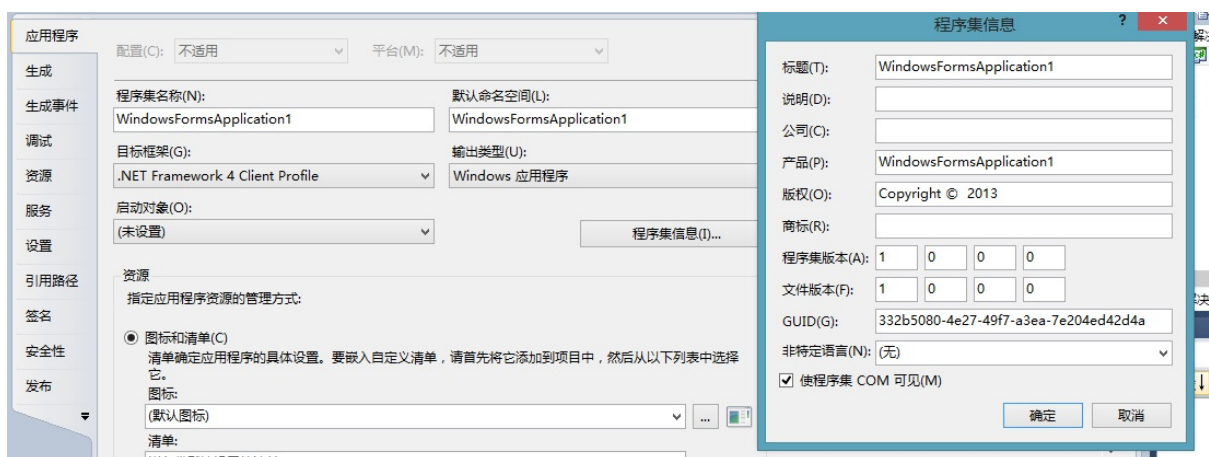 应用程序
生成
生成事件
调试
资源
服务
设置
引用路径
签名
安全性
发布
配置(C): 不适用 平台(M): 不适用
程序集名称(N): 默认命名空间(L):
WindowsFormsApplication1 WindowsFormsApplication1
目标框架(G): 输出类型(U):
.NET Framework 4 Client Profile Windows 应用程序
启动对象(O):
(未设置) 程序集信息(I)...
资源
指定应用程序资源的管理方式:
图标和清单(C)
清单确定应用程序的具体设置。要嵌入自定义清单，请首先将它添加到项目中，然后从以下列表中选择
它。
图标:
(默认图标) ...
清单:
程序集信息 ?
标题(T): WindowsFormsApplication1
说明(D):
公司(C):
产品(P): WindowsFormsApplication1
版权(O): Copyright © 2013
商标(R):
程序集版本(A): 1 0 0 0
文件版本(F): 1 0 0 0
GUID(G): 332b5080-4e27-49f7-a3ea-7e204ed42d4a
非特定语言(N): (无)
使程序集 COM 可见(M)
确定 取消